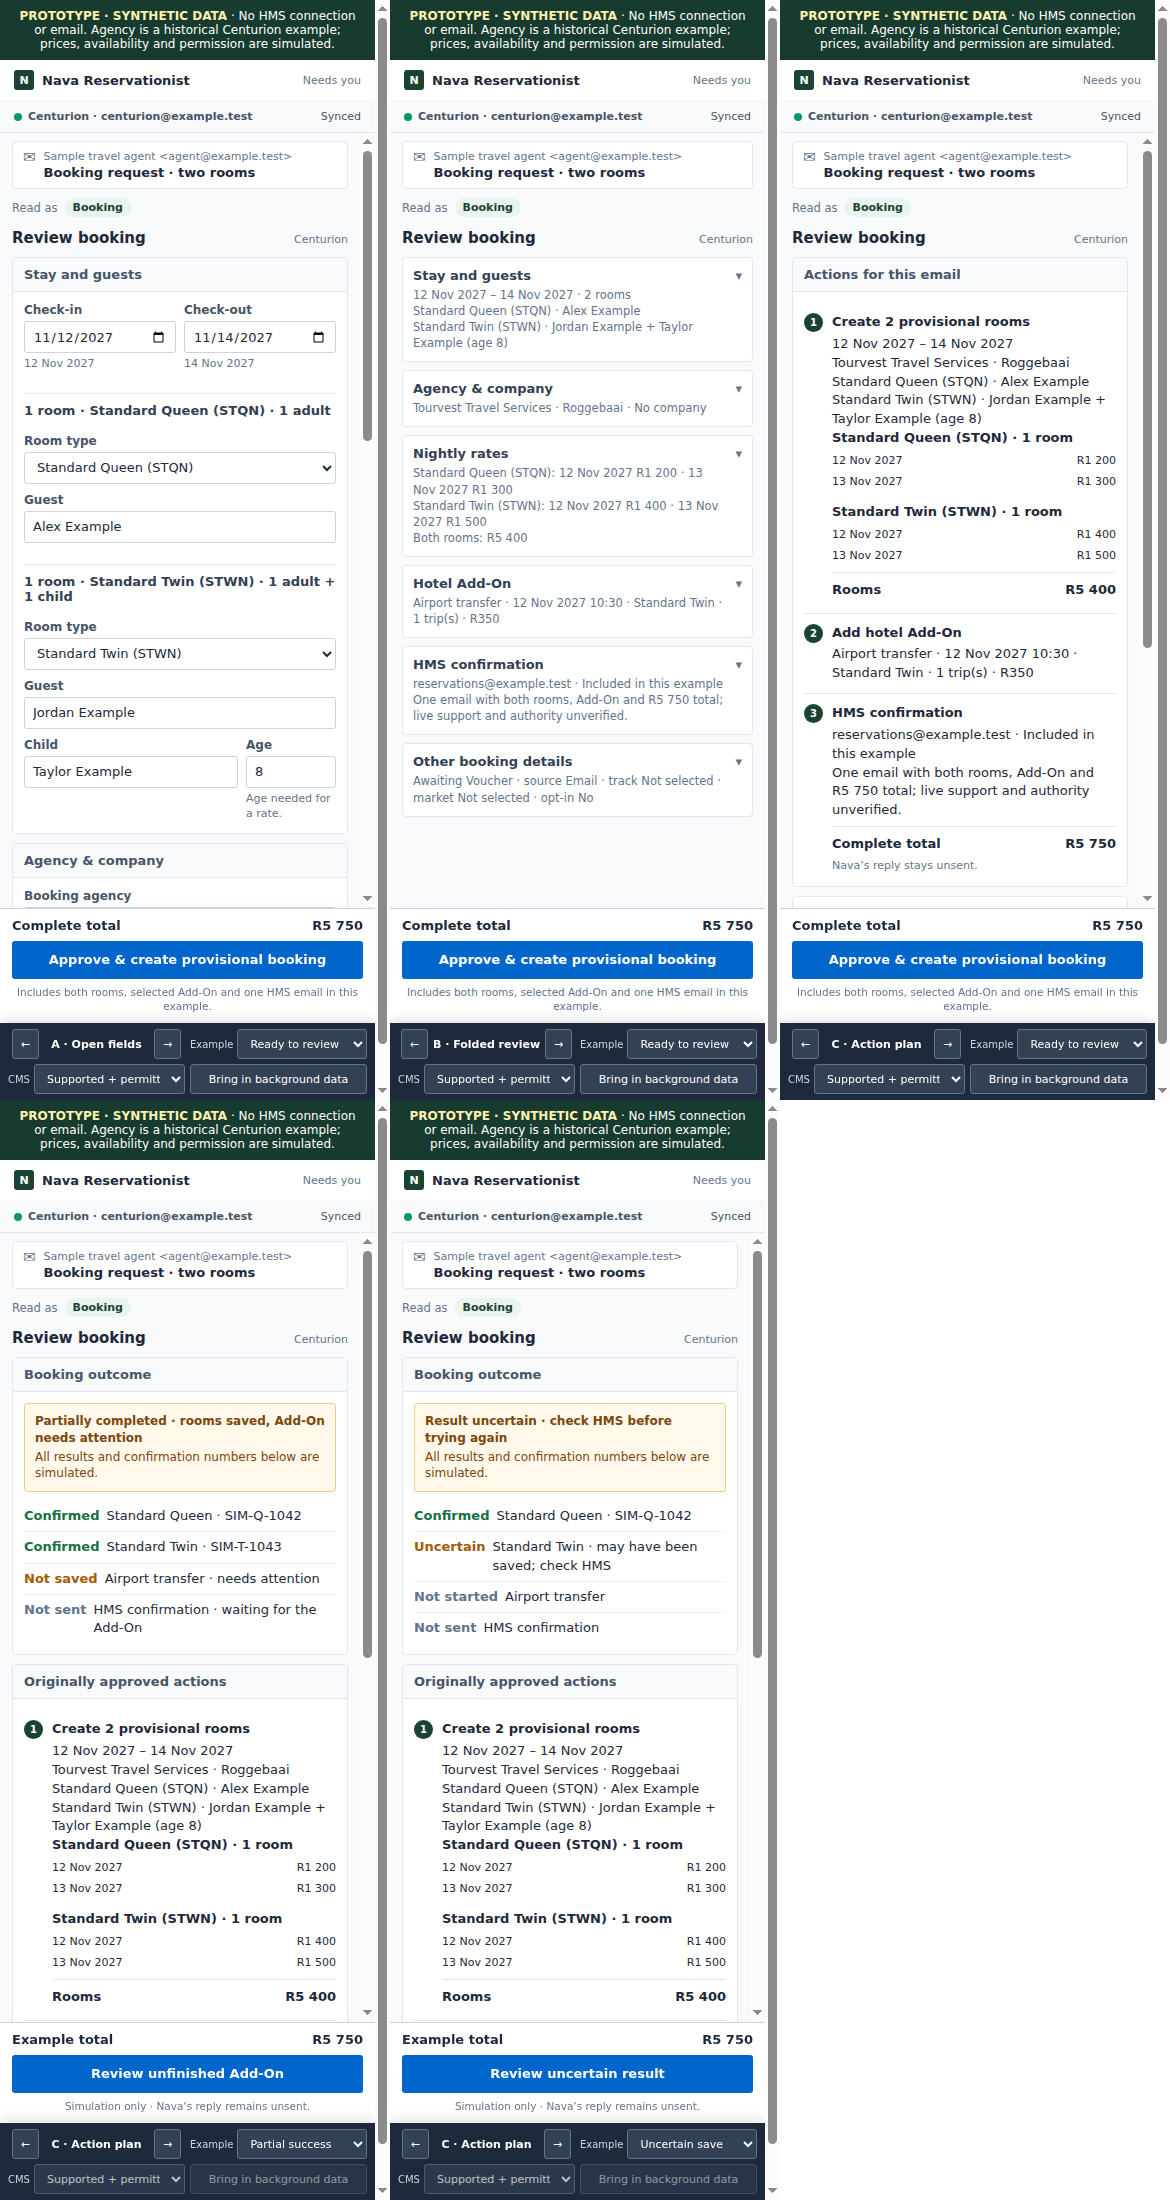 PROTOTYPE · SYNTHETIC DATA · No HMS connection
or email. Agency is a historical Centurion example;
prices, availability and permission are simulated.
N Nava Reservationist Needs you
Centurion · centurion@example.test Synced
✉ Sample travel agent <agent@example.test>
Booking request · two rooms
Read as Booking
Review booking Centurion
Stay and guests
Check-in Check-out
11/12/2027 11/14/2027
12 Nov 2027 14 Nov 2027
1 room · Standard Queen (STQN) · 1 adult
Room type
Standard Queen (STQN)
Guest
Alex Example
1 room · Standard Twin (STWN) · 1 adult +
1 child
Room type
Standard Twin (STWN)
Guest
Jordan Example
Child Age
Taylor Example 8
Age needed for
a rate.
Agency & company
Booking agency
Complete total R5 750
Approve & create provisional booking
Includes both rooms, selected Add-On and one HMS email in this
example.
← A · Open fields → Example Ready to review
CMS Supported + permitt Bring in background data
PROTOTYPE · SYNTHETIC DATA · No HMS connection
or email. Agency is a historical Centurion example;
prices, availability and permission are simulated.
N Nava Reservationist Needs you
Centurion · centurion@example.test Synced
✉ Sample travel agent <agent@example.test>
Booking request · two rooms
Read as Booking
Review booking Centurion
Stay and guests ▾
12 Nov 2027 – 14 Nov 2027 · 2 rooms
Standard Queen (STQN) · Alex Example
Standard Twin (STWN) · Jordan Example + Taylor
Example (age 8)
Agency & company ▾
Tourvest Travel Services · Roggebaai · No company
Nightly rates ▾
Standard Queen (STQN): 12 Nov 2027 R1 200 · 13
Nov 2027 R1 300
Standard Twin (STWN): 12 Nov 2027 R1 400 · 13 Nov
2027 R1 500
Both rooms: R5 400
Hotel Add-On ▾
Airport transfer · 12 Nov 2027 10:30 · Standard Twin ·
1 trip(s) · R350
HMS confirmation ▾
reservations@example.test · Included in this example
One email with both rooms, Add-On and R5 750 total;
live support and authority unverified.
Other booking details ▾
Awaiting Voucher · source Email · track Not selected ·
market Not selected · opt-in No
Complete total R5 750
Approve & create provisional booking
Includes both rooms, selected Add-On and one HMS email in this
example.
← B · Folded review → Example Ready to review
CMS Supported + permitt Bring in background data
PROTOTYPE · SYNTHETIC DATA · No HMS connection
or email. Agency is a historical Centurion example;
prices, availability and permission are simulated.
N Nava Reservationist Needs you
Centurion · centurion@example.test Synced
✉ Sample travel agent <agent@example.test>
Booking request · two rooms
Read as Booking
Review booking Centurion
Actions for this email
1 Create 2 provisional rooms
12 Nov 2027 – 14 Nov 2027
Tourvest Travel Services · Roggebaai
Standard Queen (STQN) · Alex Example
Standard Twin (STWN) · Jordan Example +
Taylor Example (age 8)
Standard Queen (STQN) · 1 room
12 Nov 2027 R1 200
13 Nov 2027 R1 300
Standard Twin (STWN) · 1 room
12 Nov 2027 R1 400
13 Nov 2027 R1 500
Rooms R5 400
2 Add hotel Add-On
Airport transfer · 12 Nov 2027 10:30 ·
Standard Twin · 1 trip(s) · R350
3 HMS confirmation
reservations@example.test · Included in
this example
One email with both rooms, Add-On and
R5 750 total; live support and authority
unverified.
Complete total R5 750
Nava's reply stays unsent.
Complete total R5 750
Approve & create provisional booking
Includes both rooms, selected Add-On and one HMS email in this
example.
← C · Action plan → Example Ready to review
CMS Supported + permitt Bring in background data
PROTOTYPE · SYNTHETIC DATA · No HMS connection
or email. Agency is a historical Centurion example;
prices, availability and permission are simulated.
N Nava Reservationist Needs you
Centurion · centurion@example.test Synced
✉ Sample travel agent <agent@example.test>
Booking request · two rooms
Read as Booking
Review booking Centurion
Booking outcome
Partially completed · rooms saved, Add-On
needs attention
All results and confirmation numbers below are
simulated.
Confirmed Standard Queen · SIM-Q-1042
Confirmed Standard Twin · SIM-T-1043
Not saved Airport transfer · needs attention
Not sent HMS confirmation · waiting for the
Add-On
Originally approved actions
1 Create 2 provisional rooms
12 Nov 2027 – 14 Nov 2027
Tourvest Travel Services · Roggebaai
Standard Queen (STQN) · Alex Example
Standard Twin (STWN) · Jordan Example +
Taylor Example (age 8)
Standard Queen (STQN) · 1 room
12 Nov 2027 R1 200
13 Nov 2027 R1 300
Standard Twin (STWN) · 1 room
12 Nov 2027 R1 400
13 Nov 2027 R1 500
Rooms R5 400
Example total R5 750
Review unfinished Add-On
Simulation only · Nava's reply remains unsent.
← C · Action plan → Example Partial success
CMS Supported + permitt Bring in background data
PROTOTYPE · SYNTHETIC DATA · No HMS connection
or email. Agency is a historical Centurion example;
prices, availability and permission are simulated.
N Nava Reservationist Needs you
Centurion · centurion@example.test Synced
✉ Sample travel agent <agent@example.test>
Booking request · two rooms
Read as Booking
Review booking Centurion
Booking outcome
Result uncertain · check HMS before
trying again
All results and confirmation numbers below are
simulated.
Confirmed Standard Queen · SIM-Q-1042
Uncertain Standard Twin · may have been
saved; check HMS
Not started Airport transfer
Not sent HMS confirmation
Originally approved actions
1 Create 2 provisional rooms
12 Nov 2027 – 14 Nov 2027
Tourvest Travel Services · Roggebaai
Standard Queen (STQN) · Alex Example
Standard Twin (STWN) · Jordan Example +
Taylor Example (age 8)
Standard Queen (STQN) · 1 room
12 Nov 2027 R1 200
13 Nov 2027 R1 300
Standard Twin (STWN) · 1 room
12 Nov 2027 R1 400
13 Nov 2027 R1 500
Rooms R5 400
Example total R5 750
Review uncertain result
Simulation only · Nava's reply remains unsent.
← C · Action plan → Example Uncertain save
CMS Supported + permitt Bring in background data